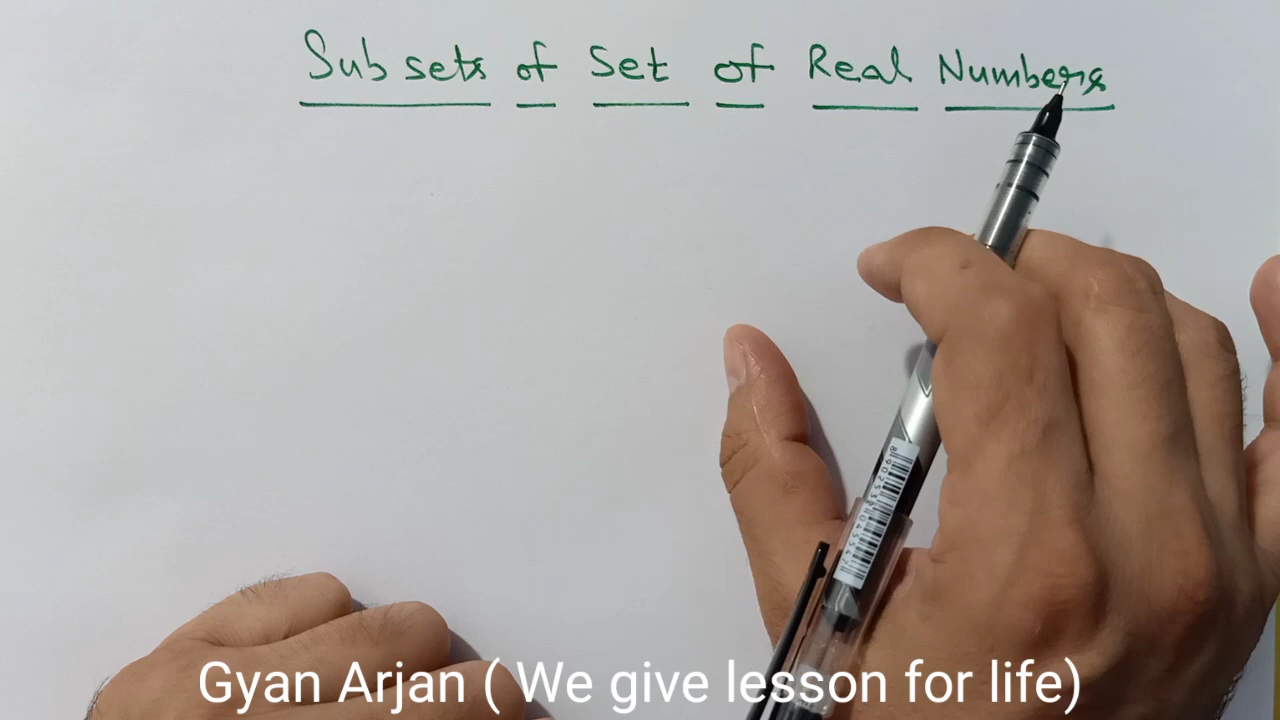 Subsets of Set of Real Numbers
Gyan Arjan ( We give lesson for life)